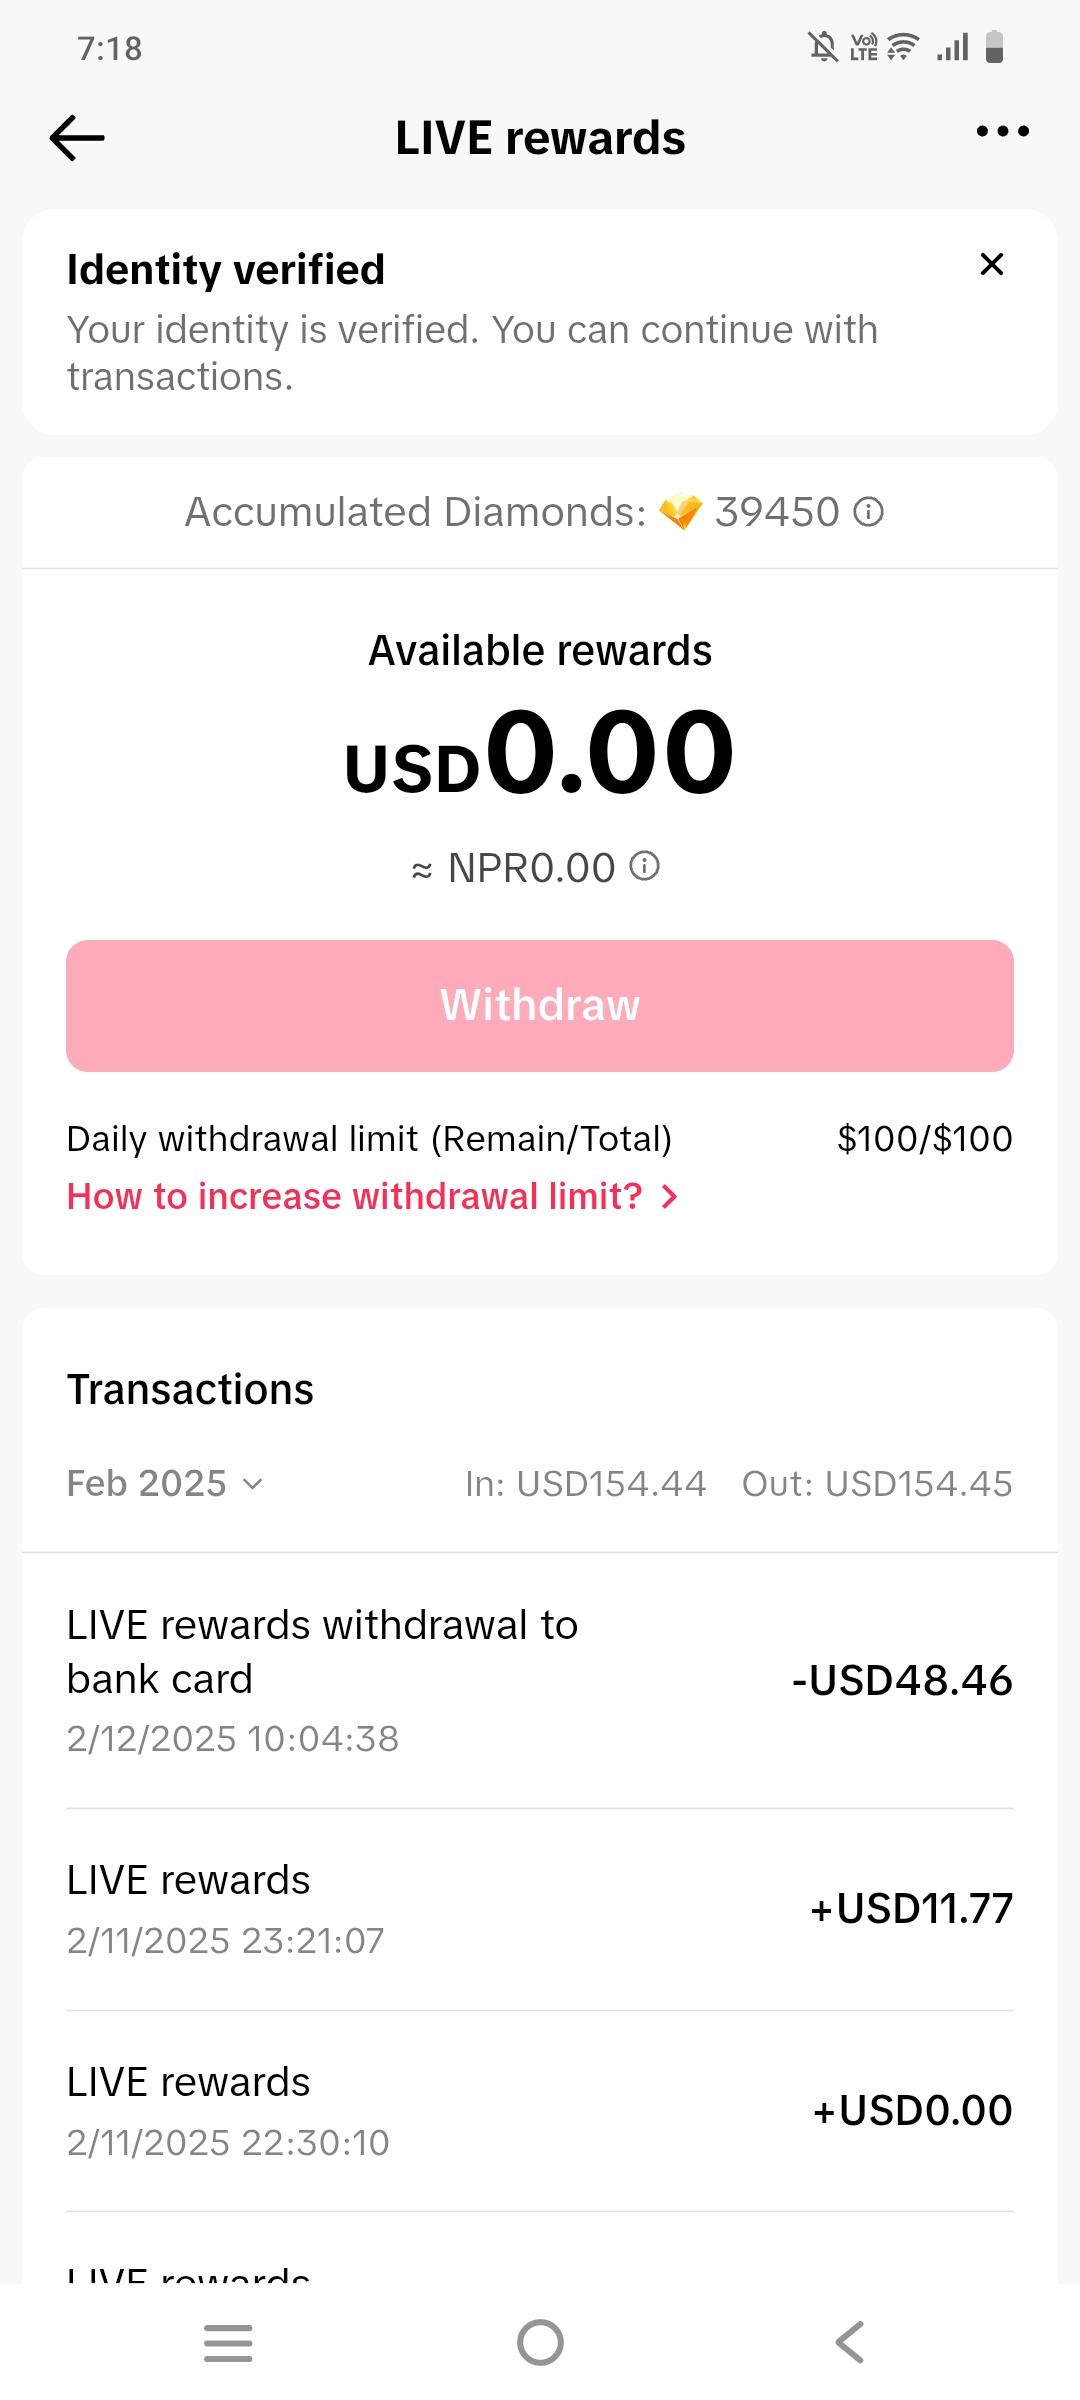 7:18
Vo)) LTE
LIVE rewards
Identity verified
Your identity is verified. You can continue with
transactions.
Accumulated Diamonds: 39450
Available rewards
USD0.00
≈ NPR0.00
Withdraw
Daily withdrawal limit (Remain/Total) $100/$100
How to increase withdrawal limit? >
Transactions
Feb 2025 In: USD154.44 Out: USD154.45
LIVE rewards withdrawal to
bank card
-USD48.46
2/12/2025 10:04:38
LIVE rewards
+USD11.77
2/11/2025 23:21:07
LIVE rewards
+USD0.00
2/11/2025 22:30:10
LIVE rewards